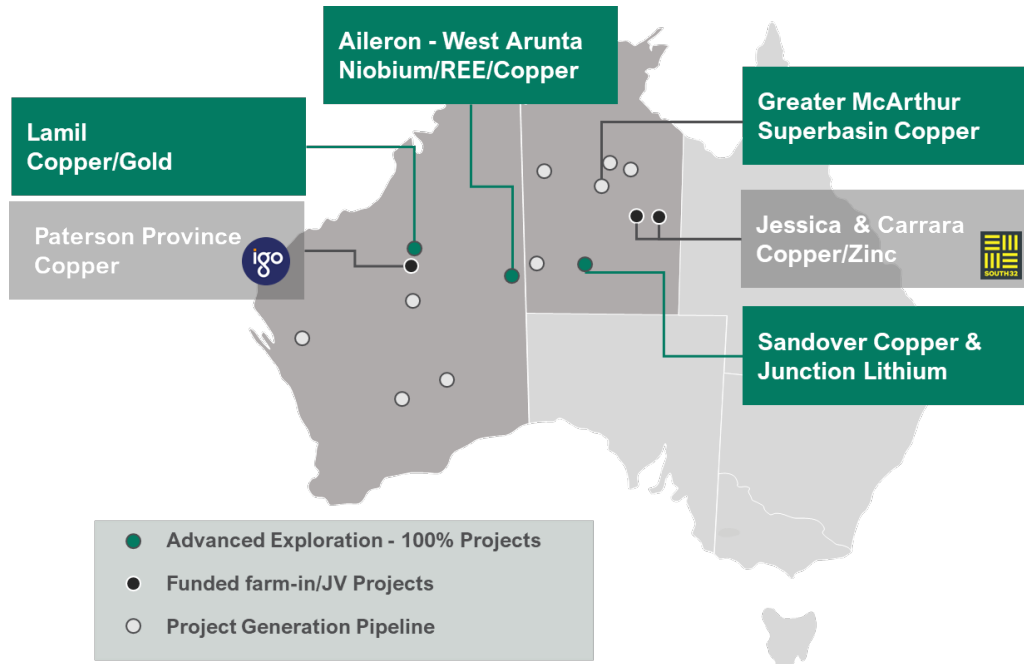 Aileron - West Arunta
Niobium/REE/Copper
Lamil
Copper/Gold
Greater McArthur
Superbasin Copper
Paterson Province
Copper
igo
Jessica & Carrara
Copper/Zinc
SOUTH32
Sandover Copper &
Junction Lithium
Advanced Exploration - 100% Projects
Funded farm-in/JV Projects
Project Generation Pipeline